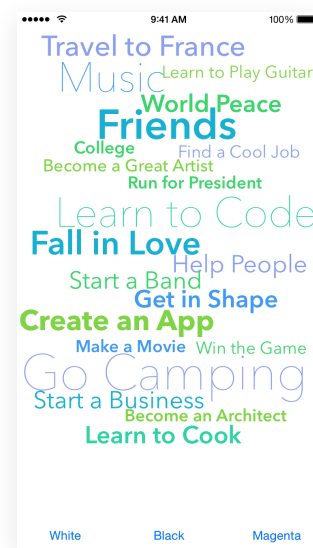 9:41 AM 100%
Travel to France
Music
Learn to Play Guitar
World Peace
Friends
College
Find a Cool Job
Become a Great Artist
Run for President
Learn to Code
Fall in Love
Help People
Start a Band
Get in Shape
Create an App
Make a Movie
Win the Game
Go Camping
Start a Business
Become an Architect
Learn to Cook
White Black Magenta